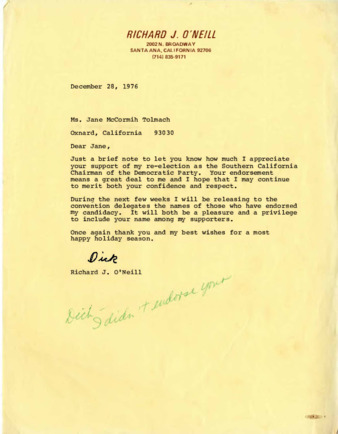 RICHARD J. O'NEILL
2002 N. BROADWAY
SANTA ANA, CALIFORNIA 92706
(714) 835-9171
December 28, 1976
Ms. Jane McCormih Tolmach
Oxnard, California 93030
Dear Jane,
Just a brief note to let you know how much I appreciate
your support of my re-election as the Southern California
Chairman of the Democratic Party. Your endorsement
means a great deal to me and I hope that I may continue
to merit both your confidence and respect.
During the next few weeks I will be releasing to the
convention delegates the names of those who have endorsed
my candidacy. It will both be a pleasure and a privilege
to include your name among my supporters.
Once again thank you and my best wishes for a most
happy holiday season.
Dick
Richard J. O'Neill
Dick - I didn't endorse your